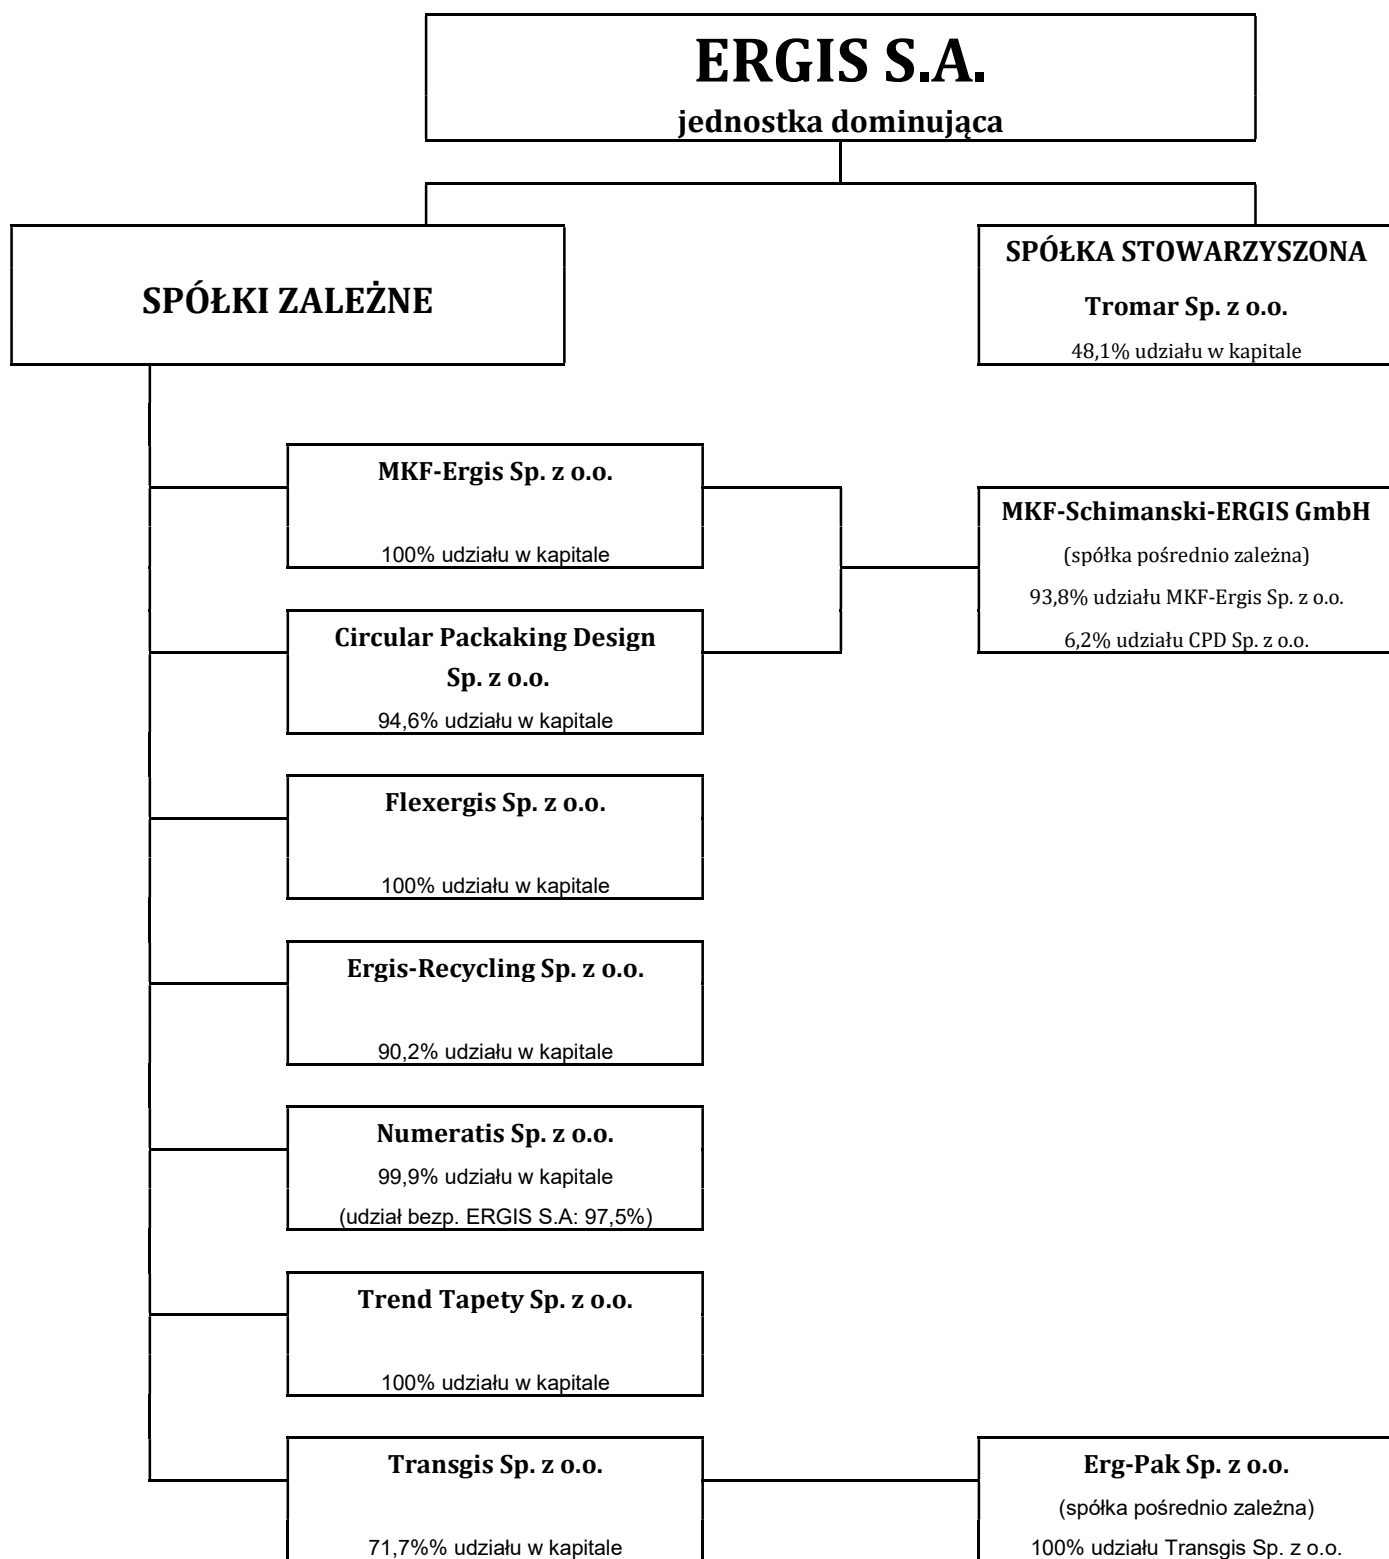 ERGIS S.A.
jednostka dominująca
SPÓŁKI ZALEŻNE
SPÓŁKA STOWARZYSZONA
Tromar Sp. z o.o.
48,1% udziału w kapitale
MKF-Ergis Sp. z o.o.
100% udziału w kapitale
MKF-Schimanski-ERGIS GmbH
(spółka pośrednio zależna)
93,8% udziału MKF-Ergis Sp. z o.o.
6,2% udziału CPD Sp. z o.o.
Circular Packaking Design
Sp. z o.o.
94,6% udziału w kapitale
Flexergis Sp. z o.o.
100% udziału w kapitale
Ergis-Recycling Sp. z o.o.
90,2% udziału w kapitale
Numeratis Sp. z o.o.
99,9% udziału w kapitale
(udział bezp. ERGIS S.A: 97,5%)
Trend Tapety Sp. z o.o.
100% udziału w kapitale
Transgis Sp. z o.o.
71,7%% udziału w kapitale
Erg-Pak Sp. z o.o.
(spółka pośrednio zależna)
100% udziału Transgis Sp. z o.o.